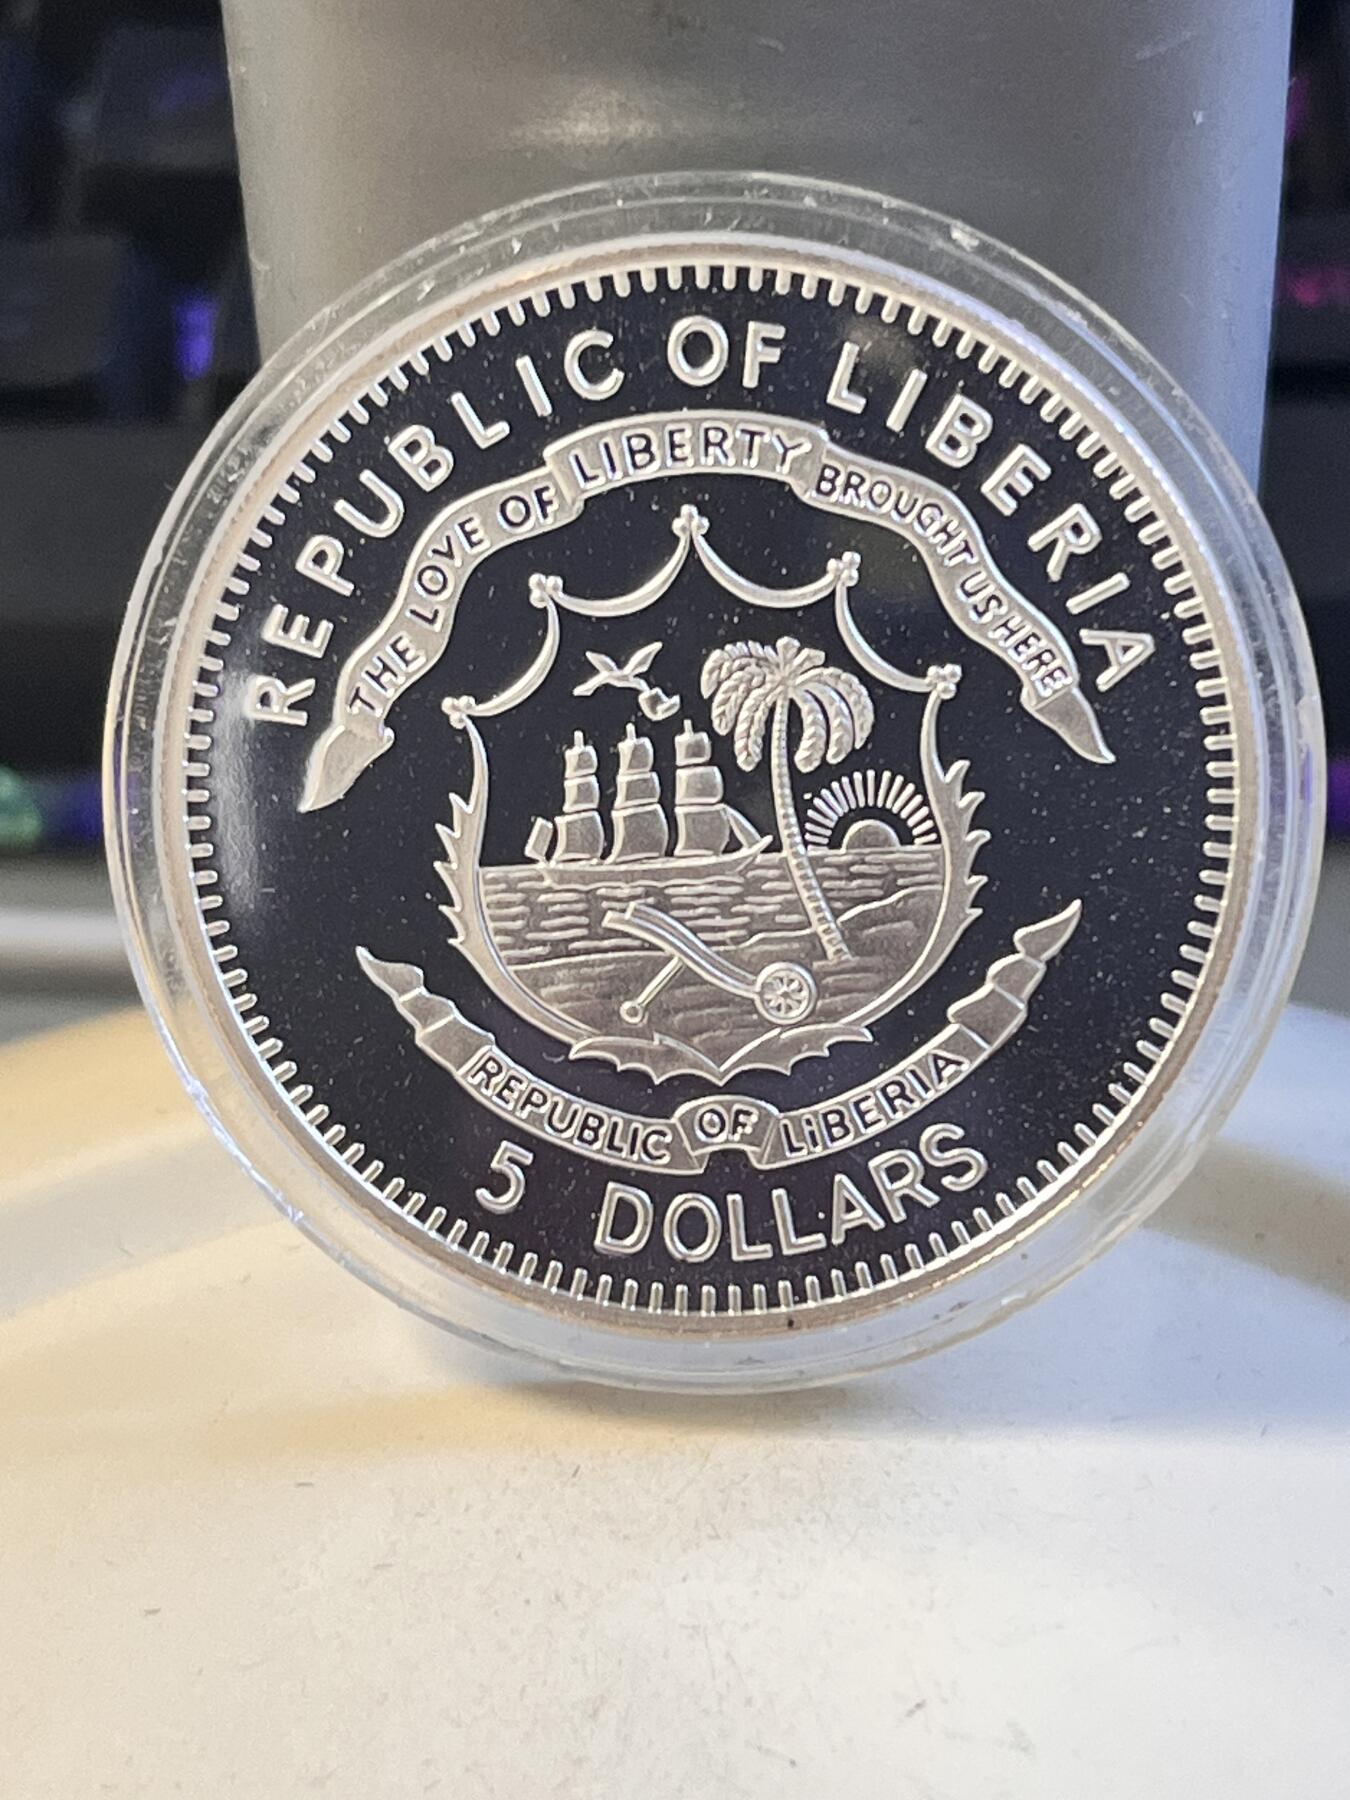 REPUBLIC OF LIBERIA
THE LOVE OF LIBERTY BROUGHT US HERE
REPUBLIC OF LiBERIA
5 DOLLARS